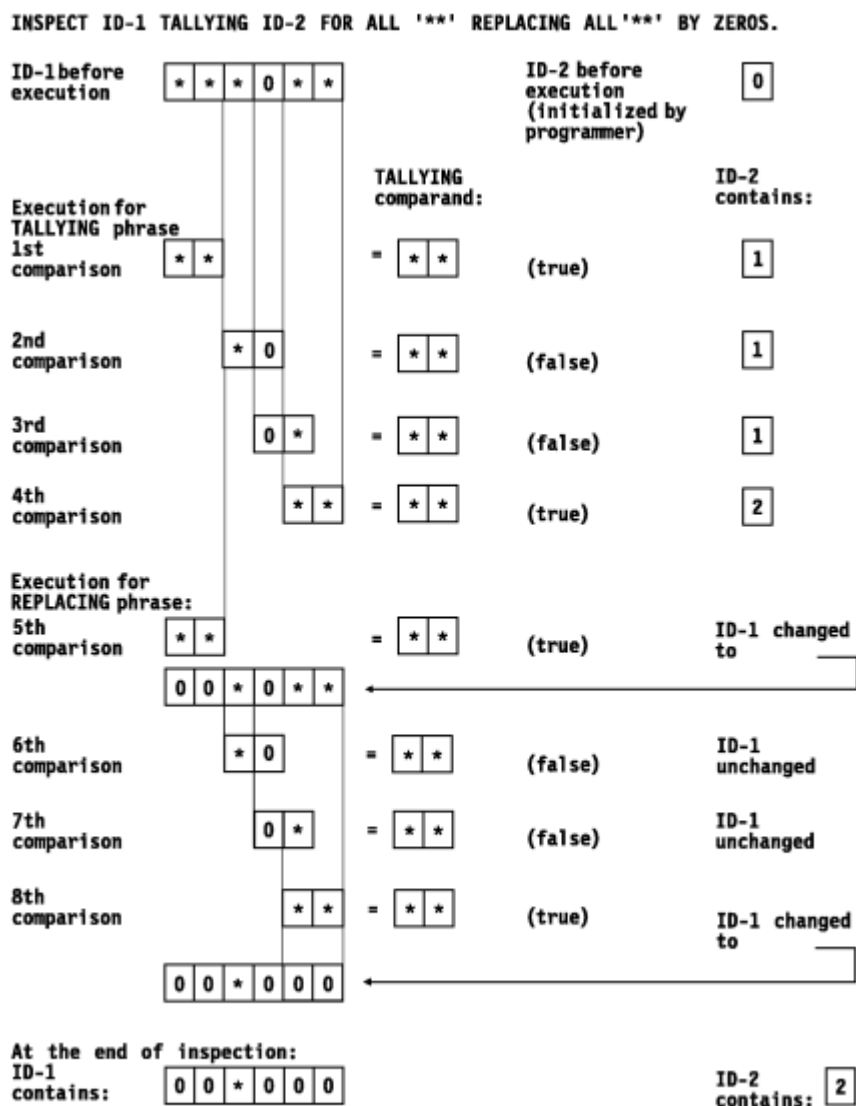 INSPECT ID-1 TALLYING ID-2 FOR ALL '**' REPLACING ALL'**' BY ZEROS.
ID-1before
execution
* * * 0 * *
ID-2 before
execution
(initialized by
programmer)
0
TALLYING
comparand:
ID-2
contains:
Execution for
TALLYING phrase
1st
comparison
* * = * * (true) 1
2nd
comparison
* 0 = * * (false) 1
3rd
comparison
0 * = * * (false) 1
4th
comparison
* * = * * (true) 2
Execution for
REPLACING phrase:
5th
comparison
* * = * * (true)
ID-1 changed
to
0 0 * 0 * *
6th
comparison
* 0 = * * (false)
ID-1
unchanged
7th
comparison
0 * = * * (false)
ID-1
unchanged
8th
comparison
* * = * * (true)
ID-1 changed
to
0 0 * 0 0 0
At the end of inspection:
ID-1
contains:
0 0 * 0 0 0
ID-2
contains: 2